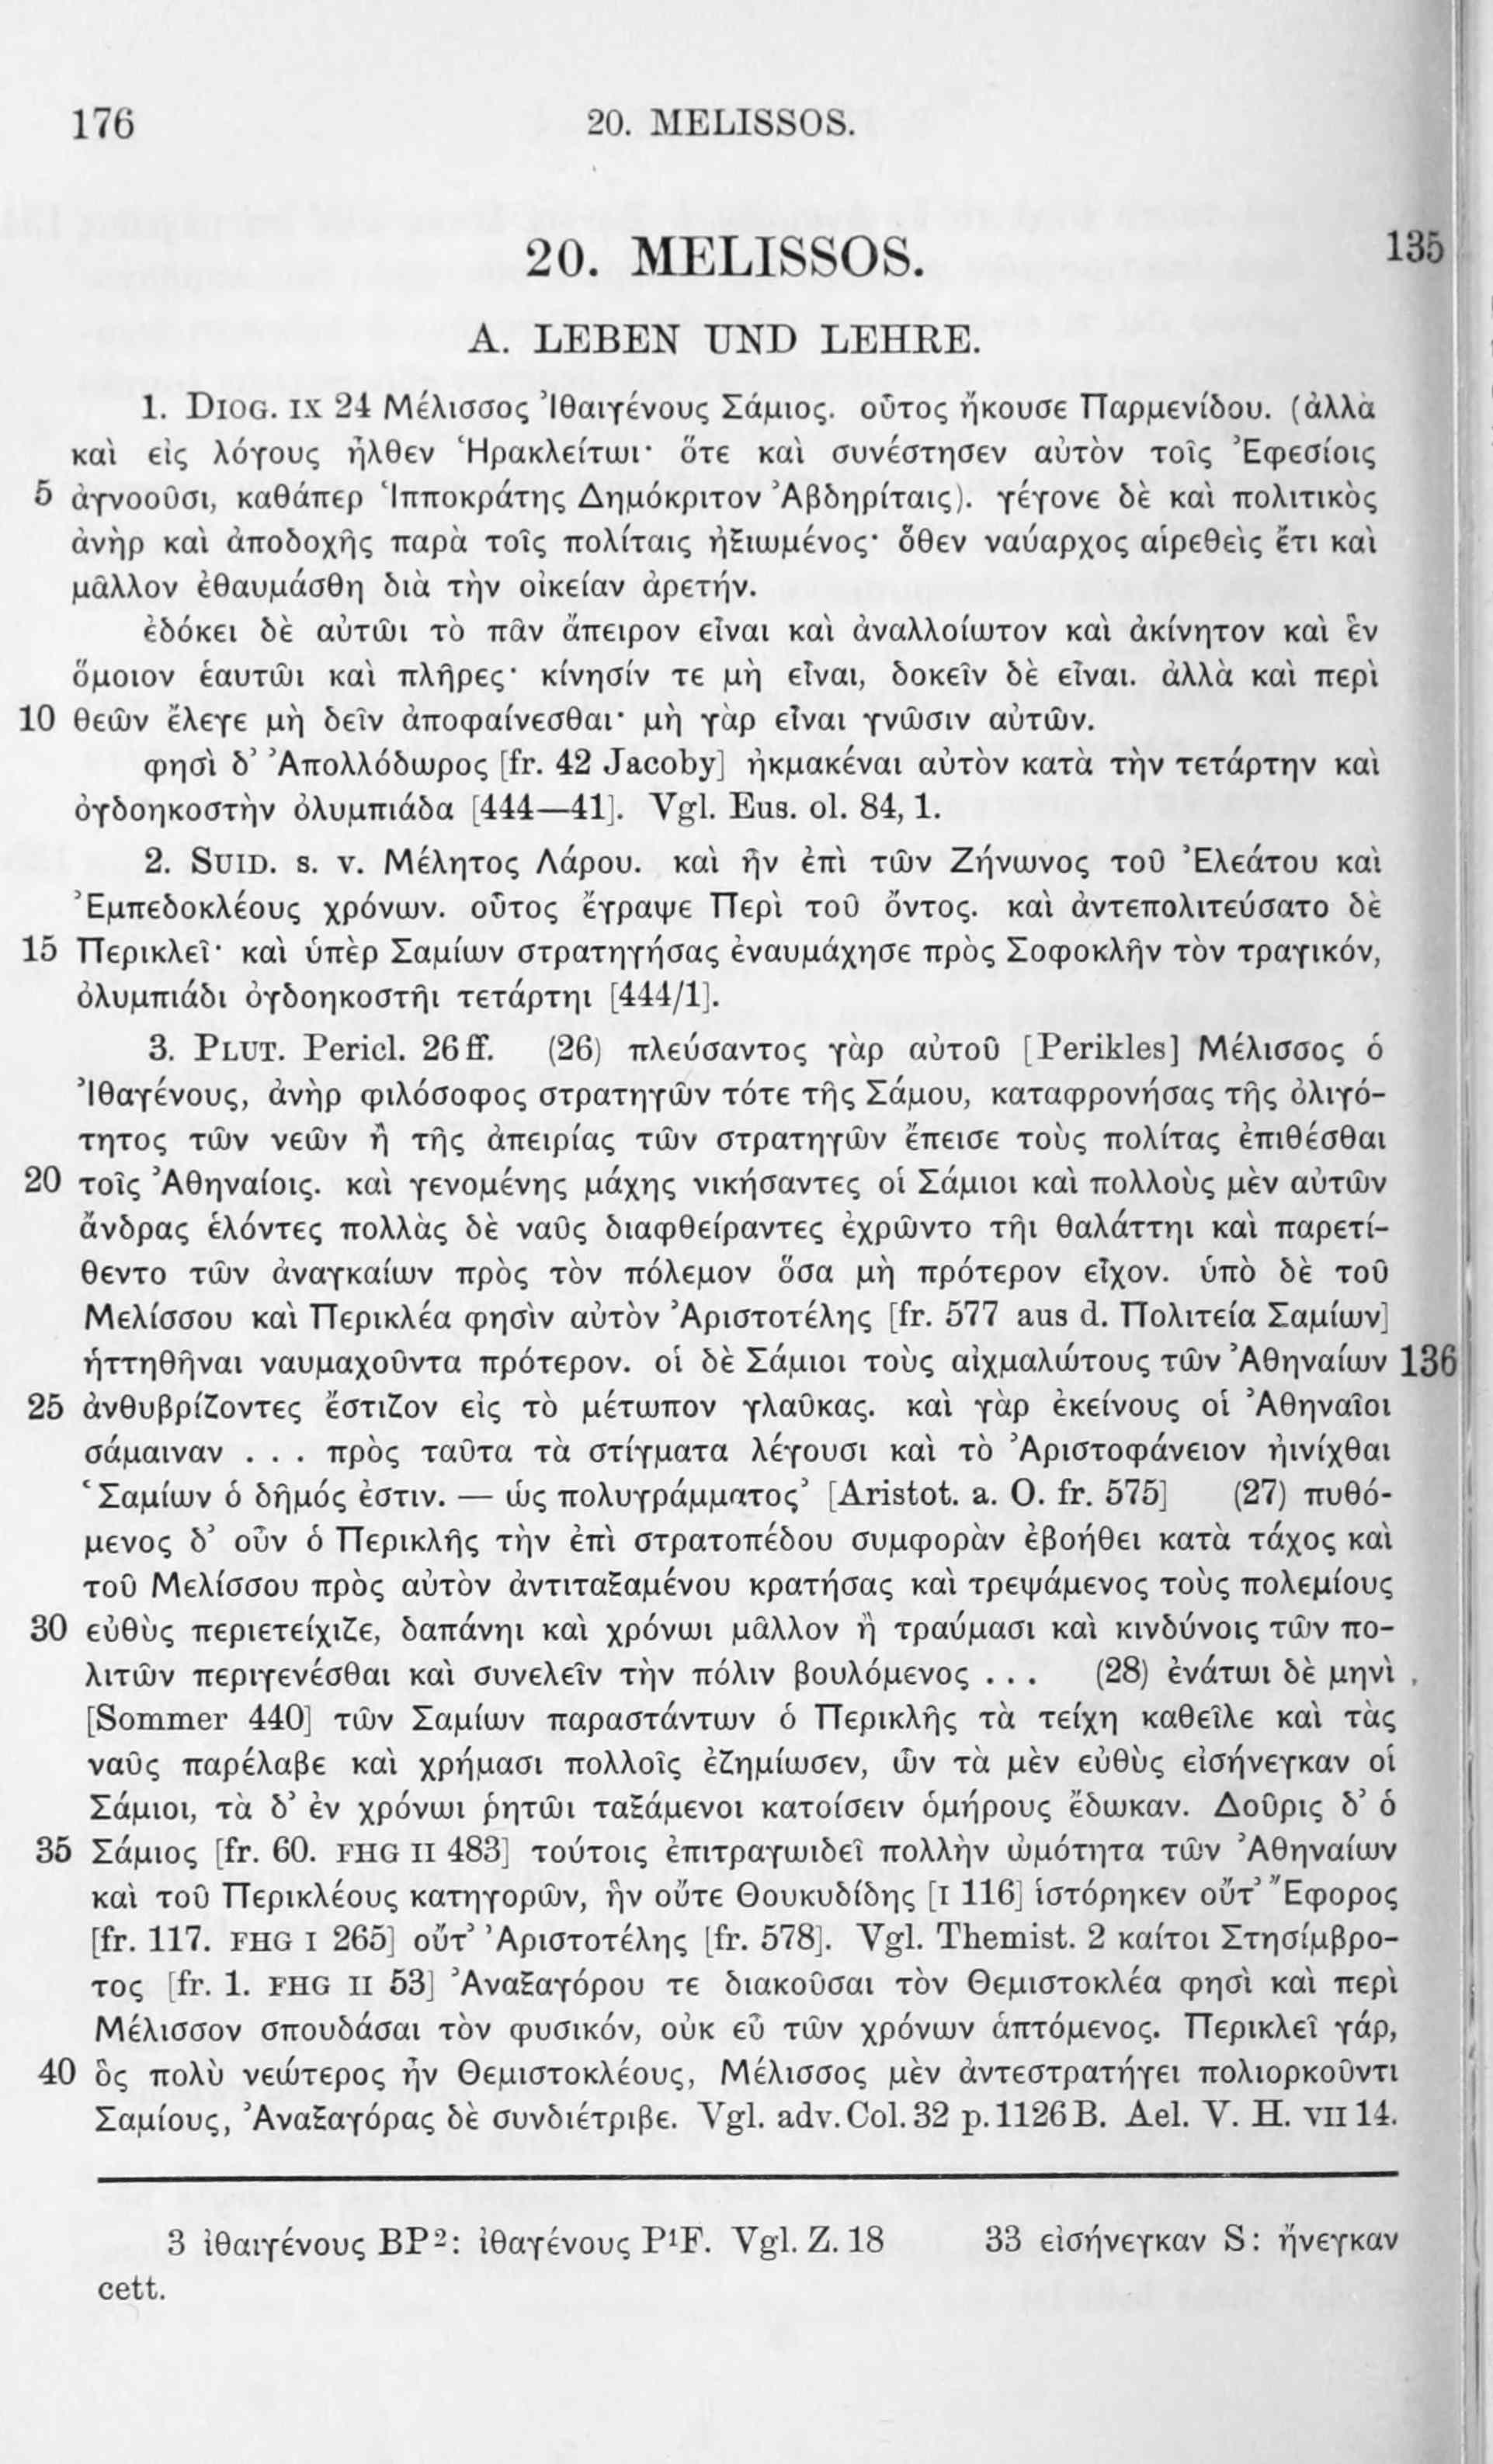 176 20. MELISSOS.
20. MELISSOS. 135
A. LEBEN UND LEHRE.
1. DIOG. IX 24 Μέλισσος Ἰθαιγένους Σάμιος. οὗτος ἤκουσε Παρμενίδου. (ἀλλὰ
καὶ εἰς λόγους ἦλθεν Ἡρακλείτωι· ὅτε καὶ συνέστησεν αὐτὸν τοῖς Ἐφεσίοις
5 ἀγνοοῦσι, καθάπερ Ἱπποκράτης Δημόκριτον Ἀβδηρίταις). γέγονε δὲ καὶ πολιτικὸς
ἀνὴρ καὶ ἀποδοχῆς παρὰ τοῖς πολίταις ἠξιωμένος· ὅθεν ναύαρχος αἱρεθεὶς ἔτι καὶ
μᾶλλον ἐθαυμάσθη διὰ τὴν οἰκείαν ἀρετήν.
ἐδόκει δὲ αὐτῶι τὸ πᾶν ἄπειρον εἶναι καὶ ἀναλλοίωτον καὶ ἀκίνητον καὶ ἓν
ὅμοιον ἑαυτῶι καὶ πλῆρες· κίνησίν τε μὴ εἶναι, δοκεῖν δὲ εἶναι. ἀλλὰ καὶ περὶ
10 θεῶν ἔλεγε μὴ δεῖν ἀποφαίνεσθαι· μὴ γὰρ εἶναι γνῶσιν αὐτῶν.
φησὶ δ' Ἀπολλόδωρος [fr. 42 Jacoby] ἠκμακέναι αὐτὸν κατὰ τὴν τετάρτην καὶ
ὀγδοηκοστὴν ὀλυμπιάδα [444—41]. Vgl. Eus. ol. 84, 1.
2. SUID. s. v. Μέλητος Λάρου. καὶ ἦν ἐπὶ τῶν Ζήνωνος τοῦ Ἐλεάτου καὶ
Ἐμπεδοκλέους χρόνων. οὗτος ἔγραψε Περὶ τοῦ ὄντος. καὶ ἀντεπολιτεύσατο δὲ
15 Περικλεῖ· καὶ ὑπὲρ Σαμίων στρατηγήσας ἐναυμάχησε πρὸς Σοφοκλῆν τὸν τραγικόν,
ὀλυμπιάδι ὀγδοηκοστῆι τετάρτηι [444/1].
3. PLUT. Pericl. 26 ff. (26) πλεύσαντος γὰρ αὐτοῦ [Perikles] Μέλισσος ὁ
Ἰθαγένους, ἀνὴρ φιλόσοφος στρατηγῶν τότε τῆς Σάμου, καταφρονήσας τῆς ὀλιγό-
τητος τῶν νεῶν ἢ τῆς ἀπειρίας τῶν στρατηγῶν ἔπεισε τοὺς πολίτας ἐπιθέσθαι
20 τοῖς Ἀθηναίοις. καὶ γενομένης μάχης νικήσαντες οἱ Σάμιοι καὶ πολλοὺς μὲν αὐτῶν
ἄνδρας ἑλόντες πολλὰς δὲ ναῦς διαφθείραντες ἐχρῶντο τῆι θαλάττηι καὶ παρετί-
θεντο τῶν ἀναγκαίων πρὸς τὸν πόλεμον ὅσα μὴ πρότερον εἶχον. ὑπὸ δὲ τοῦ
Μελίσσου καὶ Περικλέα φησὶν αὐτὸν Ἀριστοτέλης [fr. 577 aus d. Πολιτεία Σαμίων]
ἡττηθῆναι ναυμαχοῦντα πρότερον. οἱ δὲ Σάμιοι τοὺς αἰχμαλώτους τῶν Ἀθηναίων 136
25 ἀνθυβρίζοντες ἔστιζον εἰς τὸ μέτωπον γλαῦκας. καὶ γὰρ ἐκείνους οἱ Ἀθηναῖοι
σάμαιναν . . . πρὸς ταῦτα τὰ στίγματα λέγουσι καὶ τὸ Ἀριστοφάνειον ἠινίχθαι
‘Σαμίων ὁ δῆμός ἐστιν. — ὡς πολυγράμματος’ [Aristot. a. O. fr. 575] (27) πυθό-
μενος δ' οὖν ὁ Περικλῆς τὴν ἐπὶ στρατοπέδου συμφορὰν ἐβοήθει κατὰ τάχος καὶ
τοῦ Μελίσσου πρὸς αὐτὸν ἀντιταξαμένου κρατήσας καὶ τρεψάμενος τοὺς πολεμίους
30 εὐθὺς περιετείχιζε, δαπάνηι καὶ χρόνωι μᾶλλον ἢ τραύμασι καὶ κινδύνοις τῶν πο-
λιτῶν περιγενέσθαι καὶ συνελεῖν τὴν πόλιν βουλόμενος . . . (28) ἐνάτωι δὲ μηνὶ
[Sommer 440] τῶν Σαμίων παραστάντων ὁ Περικλῆς τὰ τείχη καθεῖλε καὶ τὰς
ναῦς παρέλαβε καὶ χρήμασι πολλοῖς ἐζημίωσεν, ὧν τὰ μὲν εὐθὺς εἰσήνεγκαν οἱ
Σάμιοι, τὰ δ' ἐν χρόνωι ῥητῶι ταξάμενοι κατοίσειν ὁμήρους ἔδωκαν. Δοῦρις δ' ὁ
35 Σάμιος [fr. 60. FHG II 483] τούτοις ἐπιτραγωιδεῖ πολλὴν ὠμότητα τῶν Ἀθηναίων
καὶ τοῦ Περικλέους κατηγορῶν, ἣν οὔτε Θουκυδίδης [I 116] ἱστόρηκεν οὔτ' Ἔφορος
[fr. 117. FHG I 265] οὔτ' Ἀριστοτέλης [fr. 578]. Vgl. Themist. 2 καίτοι Στησίμβρο-
τος [fr. 1. FHG II 53] Ἀναξαγόρου τε διακοῦσαι τὸν Θεμιστοκλέα φησὶ καὶ περὶ
Μέλισσον σπουδάσαι τὸν φυσικόν, οὐκ εὖ τῶν χρόνων ἁπτόμενος. Περικλεῖ γάρ,
40 ὃς πολὺ νεώτερος ἦν Θεμιστοκλέους, Μέλισσος μὲν ἀντεστρατήγει πολιορκοῦντι
Σαμίους, Ἀναξαγόρας δὲ συνδιέτριβε. Vgl. adv. Col. 32 p. 1126 B. Ael. V. H. VII 14.
3 ἰθαιγένους BP²: ἰθαγένους P¹F. Vgl. Z. 18 33 εἰσήνεγκαν S: ἤνεγκαν
cett.